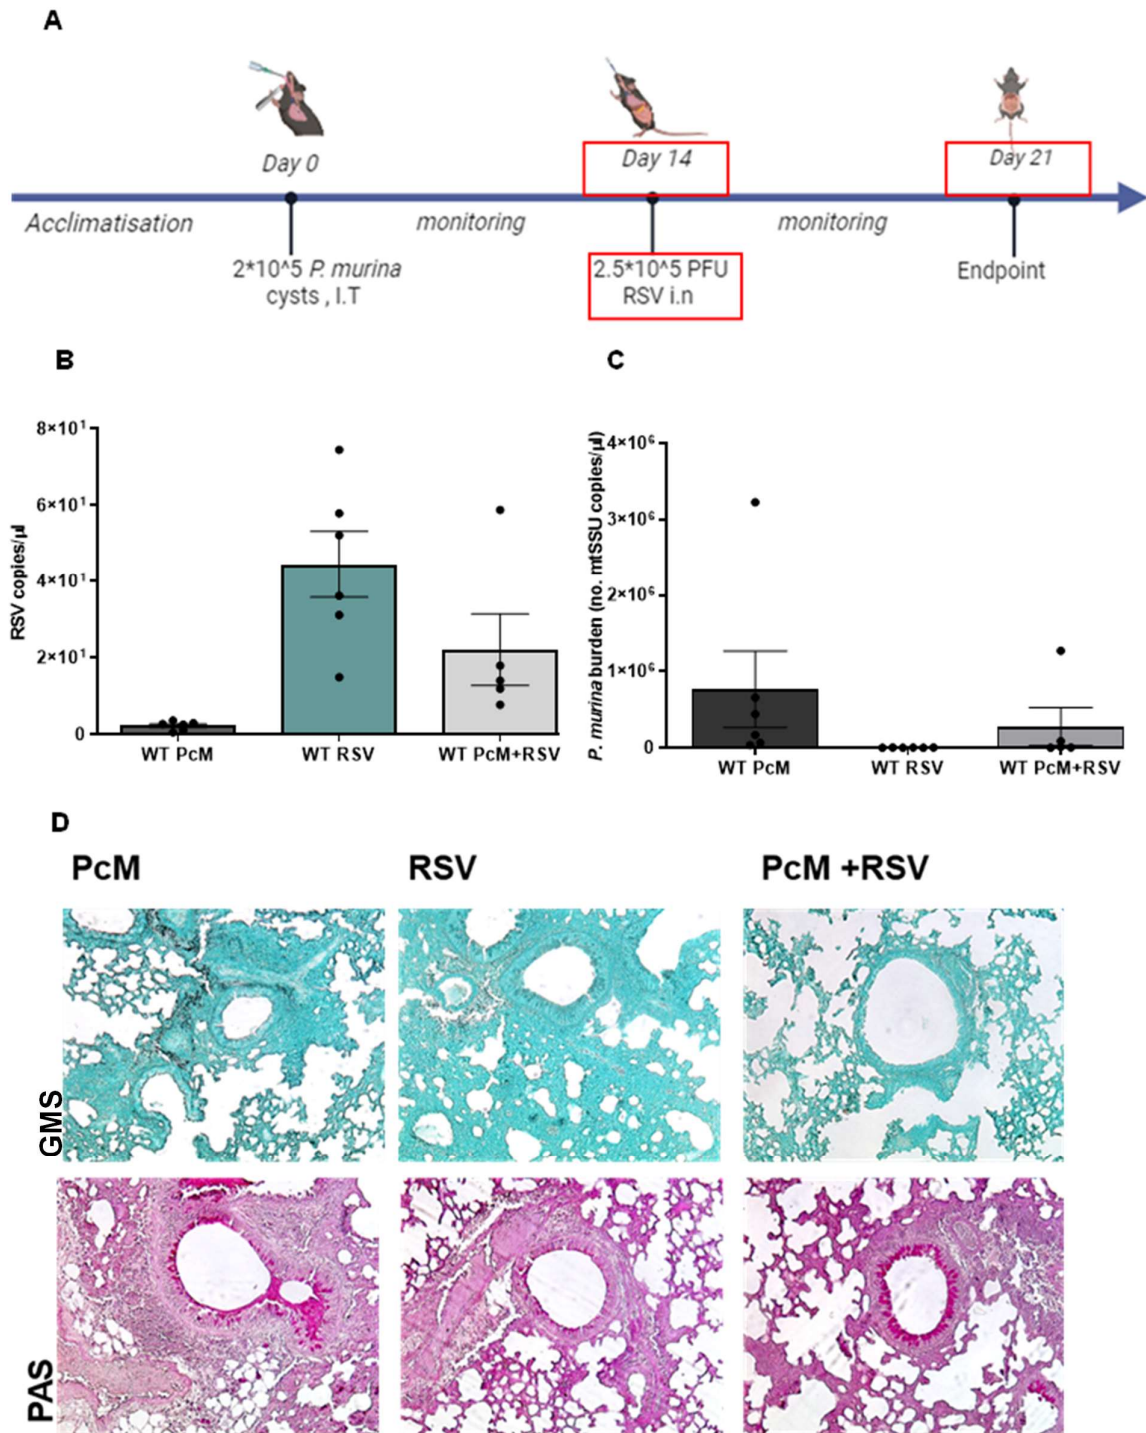 A
Day 0
Day 14
Day 21
Acclimatisation
monitoring
monitoring
2*10^5 P. murina
cysts , I.T
2.5*10^5 PFU
RSV i.n
Endpoint
B
RSV copies/µl
8×10¹
6×10¹
4×10¹
2×10¹
0
WT PcM
WT RSV
WT PcM+RSV
C
P. murina burden (no. mtSSU copies/µl)
4×10⁶
3×10⁶
2×10⁶
1×10⁶
0
WT PcM
WT RSV
WT PcM+RSV
D
PcM
RSV
PcM +RSV
GMS
PAS